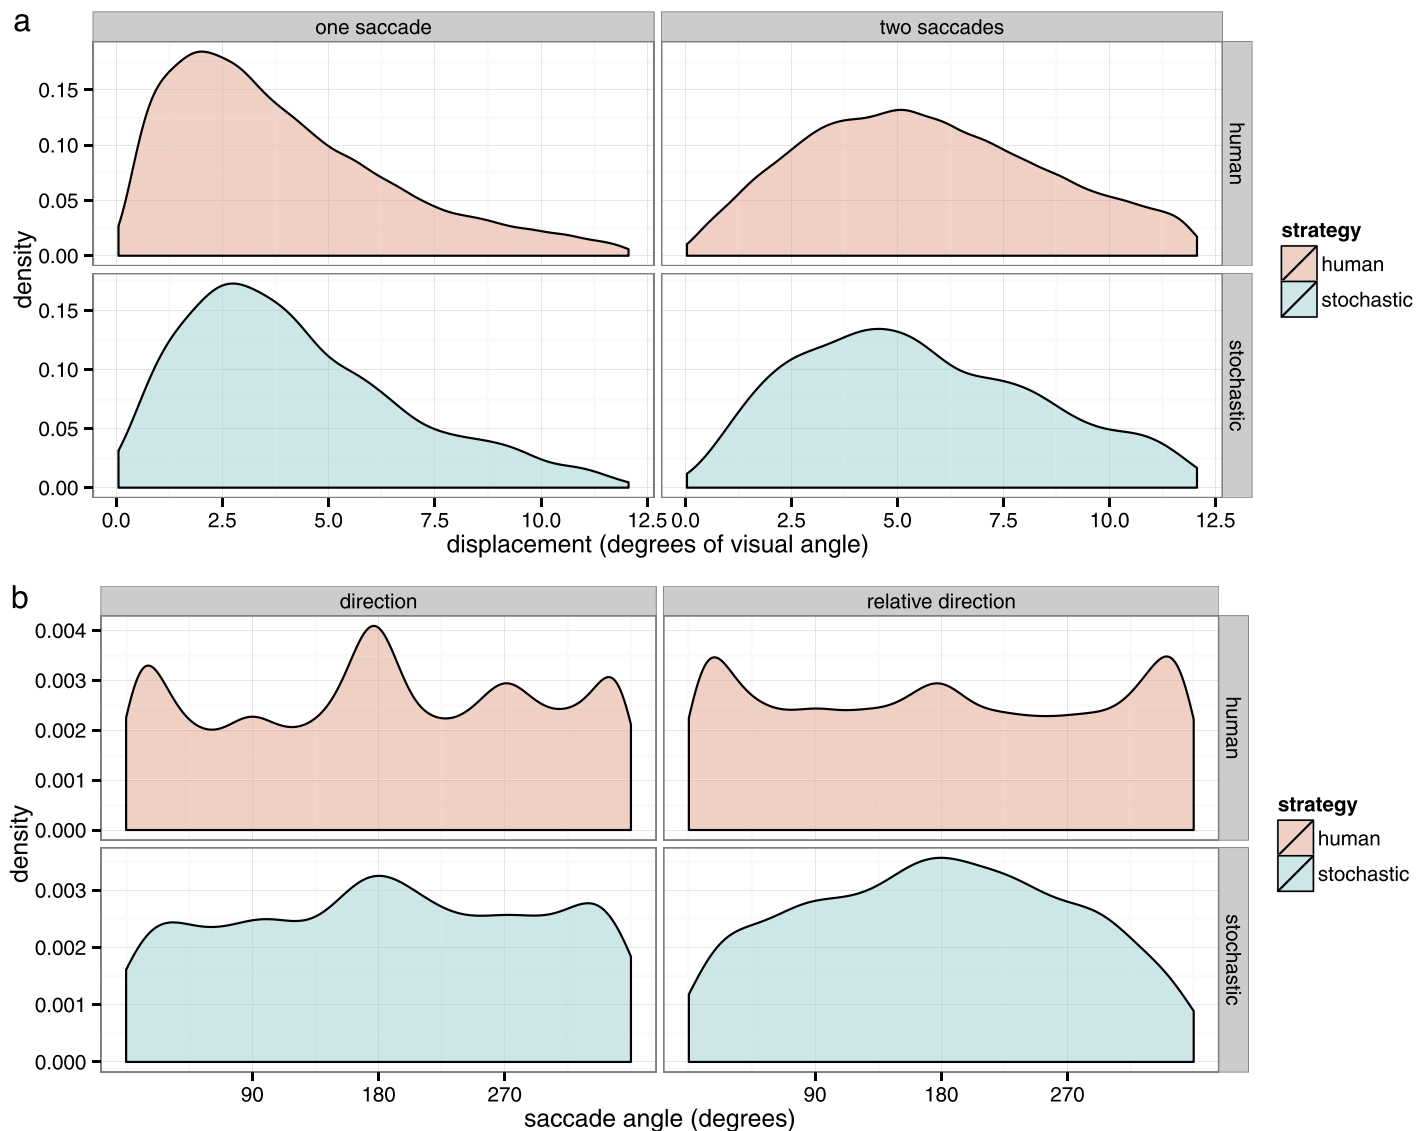 a
one saccade
two saccades
0.15
0.10
0.05
0.00
human
density
0.15
0.10
0.05
0.00
stochastic
0.0 2.5 5.0 7.5 10.0 12.5 0.0 2.5 5.0 7.5 10.0 12.5
displacement (degrees of visual angle)
strategy
human
stochastic
b
direction
relative direction
0.004
0.003
0.002
0.001
0.000
human
density
0.003
0.002
0.001
0.000
stochastic
90 180 270 90 180 270
saccade angle (degrees)
strategy
human
stochastic